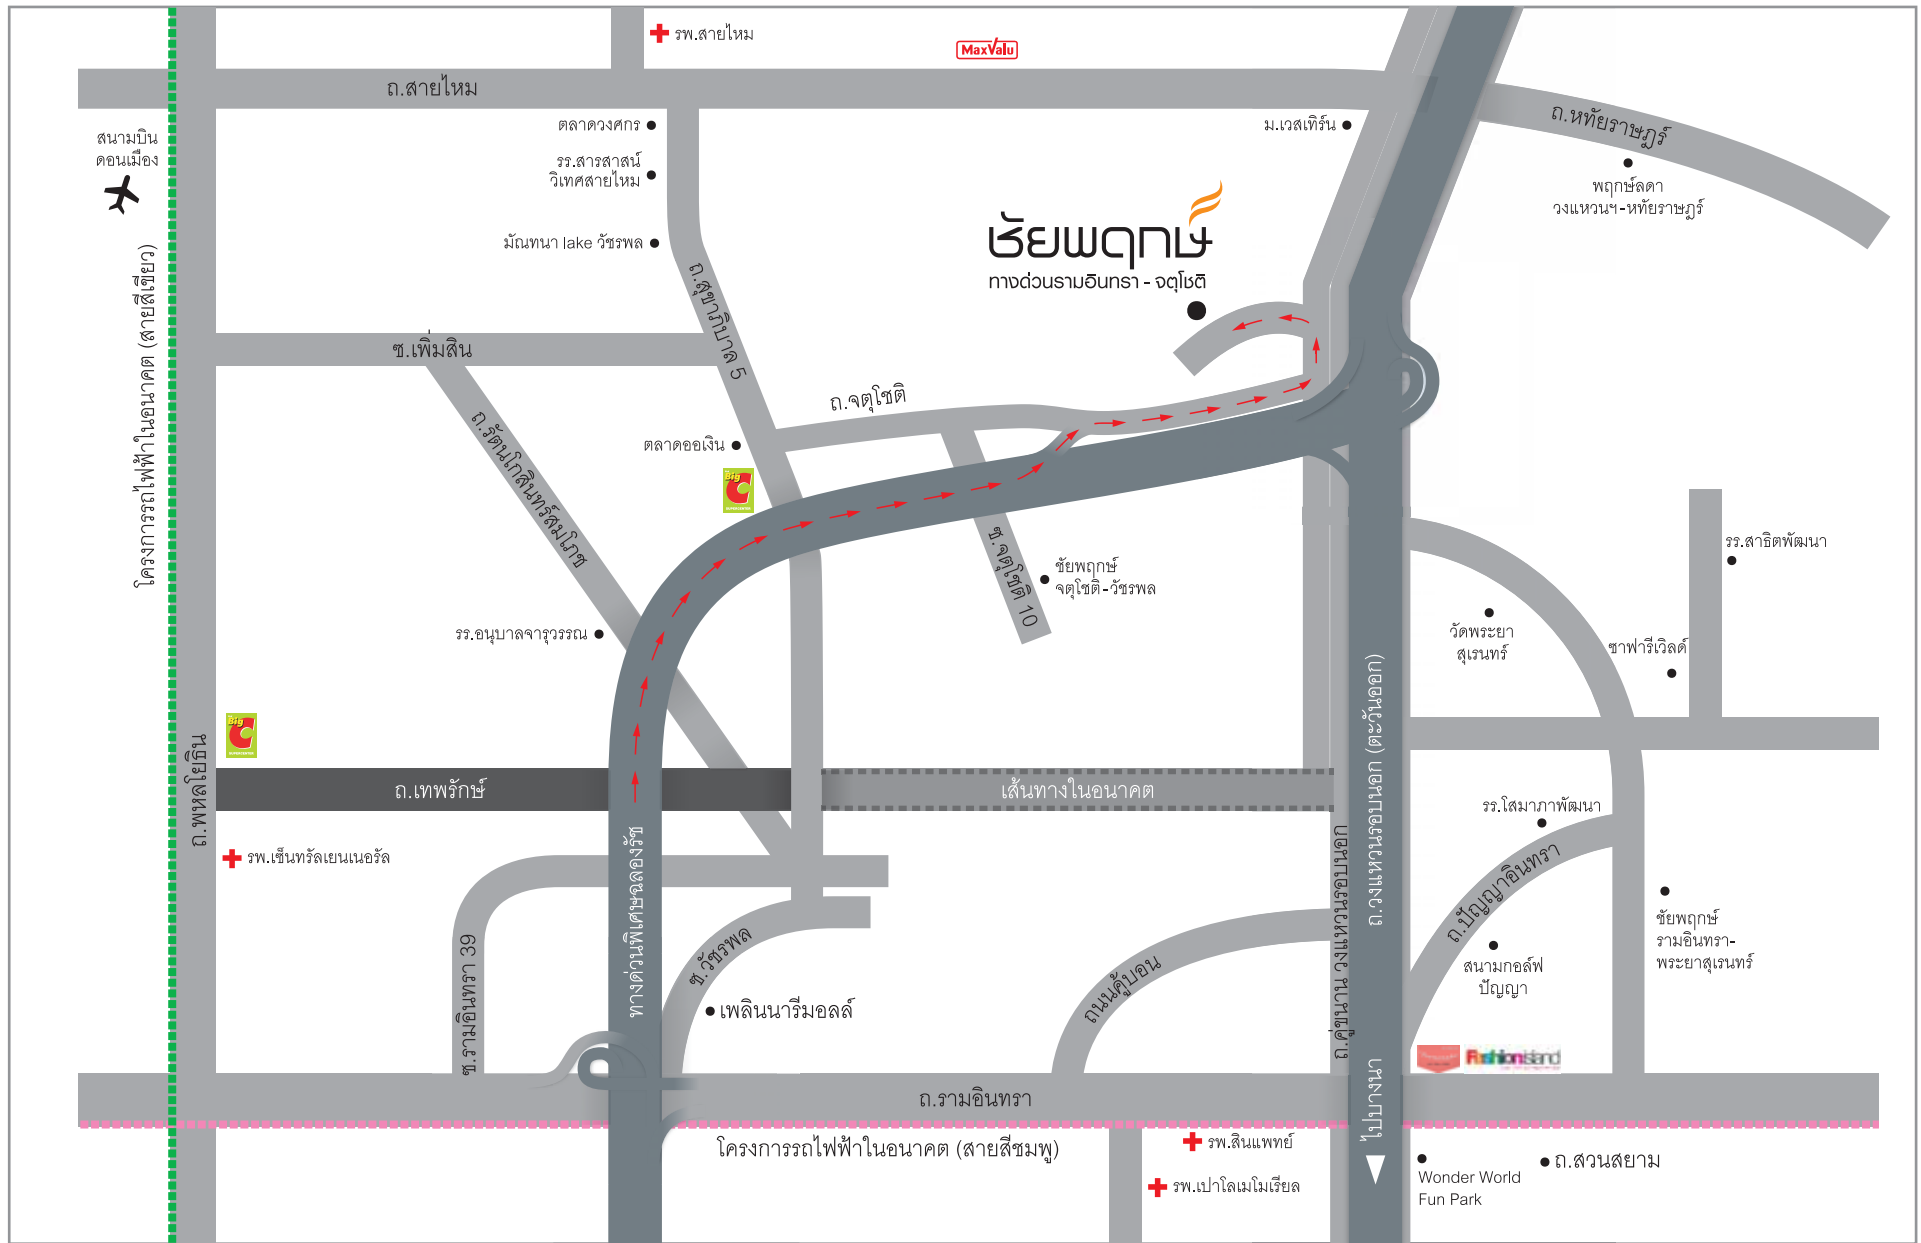 รพ.สายไหม
MaxValu
ถ.สายไหม
ถ.หทัยราษฎร์
สนามบิน
ดอนเมือง
ตลาดวงศกร
ม.เวสเทิร์น
รร.สารสาสน์
วิเทศสายไหม
พฤกษ์ลดา
วงแหวนฯ-หทัยราษฎร์
มัณทนา lake วัชรพล
ชัยพฤกษ์
ทางด่วนรามอินทรา - จตุโชติ
โครงการรถไฟฟ้าในอนาคต (สายสีเขียว)
ถ.สุขาภิบาล 5
ซ.เพิ่มสิน
ถ.จตุโชติ
ถ.รัตนโกสินทร์สมโภช
ตลาดออเงิน
Big C
SUPERCENTER
ซ.จตุโชติ 10
ชัยพฤกษ์
จตุโชติ-วัชรพล
รร.สาธิตพัฒนา
รร.อนุบาลจารุวรรณ
วัดพระยา
สุเรนทร์
ซาฟารีเวิลด์
ถ.วงแหวนรอบนอก (ตะวันออก)
Big C
SUPERCENTER
ถ.พหลโยธิน
ถ.เทพรักษ์
เส้นทางในอนาคต
รร.โสมาภาพัฒนา
รพ.เซ็นทรัลเยนเนอรัล
ทางด่วนพิเศษฉลองรัช
ถ.คู่ขนาน วงแหวนรอบนอก
ถ.ปัญญาอินทรา
ชัยพฤกษ์
รามอินทรา-
พระยาสุเรนทร์
ซ.รามอินทรา 39
ซ.วัชรพล
ถนนคู้บอน
สนามกอล์ฟ
ปัญญา
เพลินนารีมอลล์
Fashion Island
ไปบางนา
ถ.รามอินทรา
โครงการรถไฟฟ้าในอนาคต (สายสีชมพู)
รพ.สินแพทย์
รพ.เปาโลเมโมเรียล
Wonder World
Fun Park
ถ.สวนสยาม